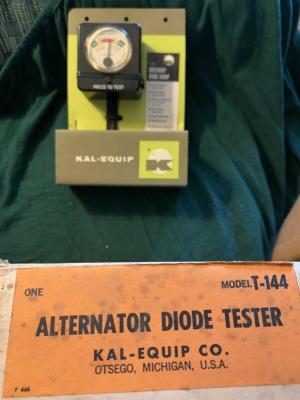 PRESS TO TEST
KAL-EQUIP
K
ONE
MODEL T-144
ALTERNATOR DIODE TESTER
KAL-EQUIP CO.
OTSEGO, MICHIGAN, U.S.A.